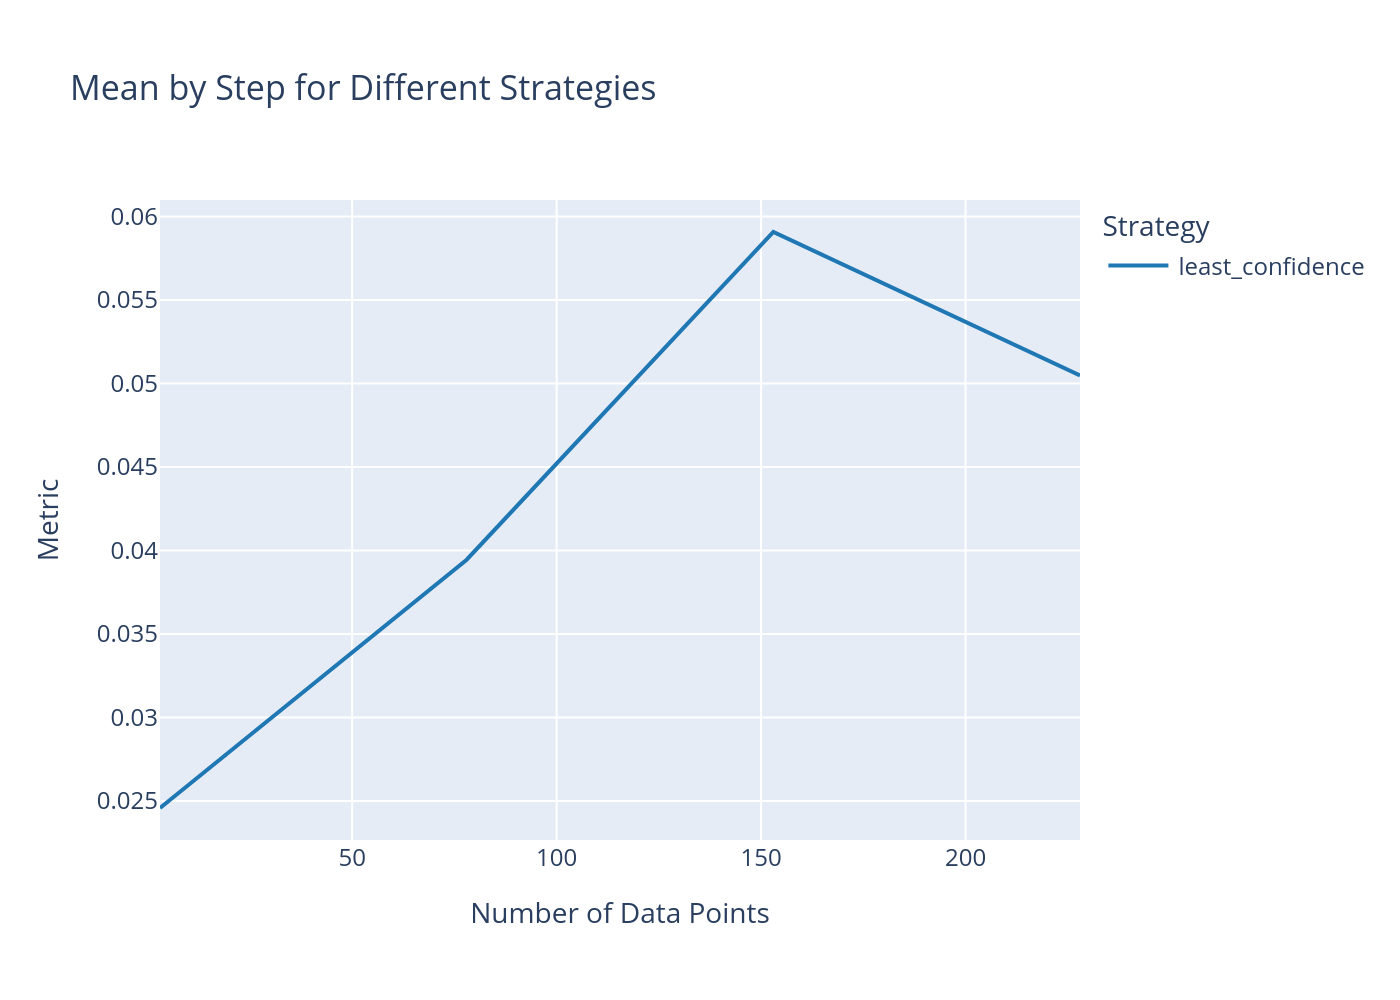 Mean by Step for Different Strategies
0.06
0.055
0.05
0.045
0.04
0.035
0.03
0.025
Metric
50 100 150 200
Number of Data Points
Strategy
least_confidence